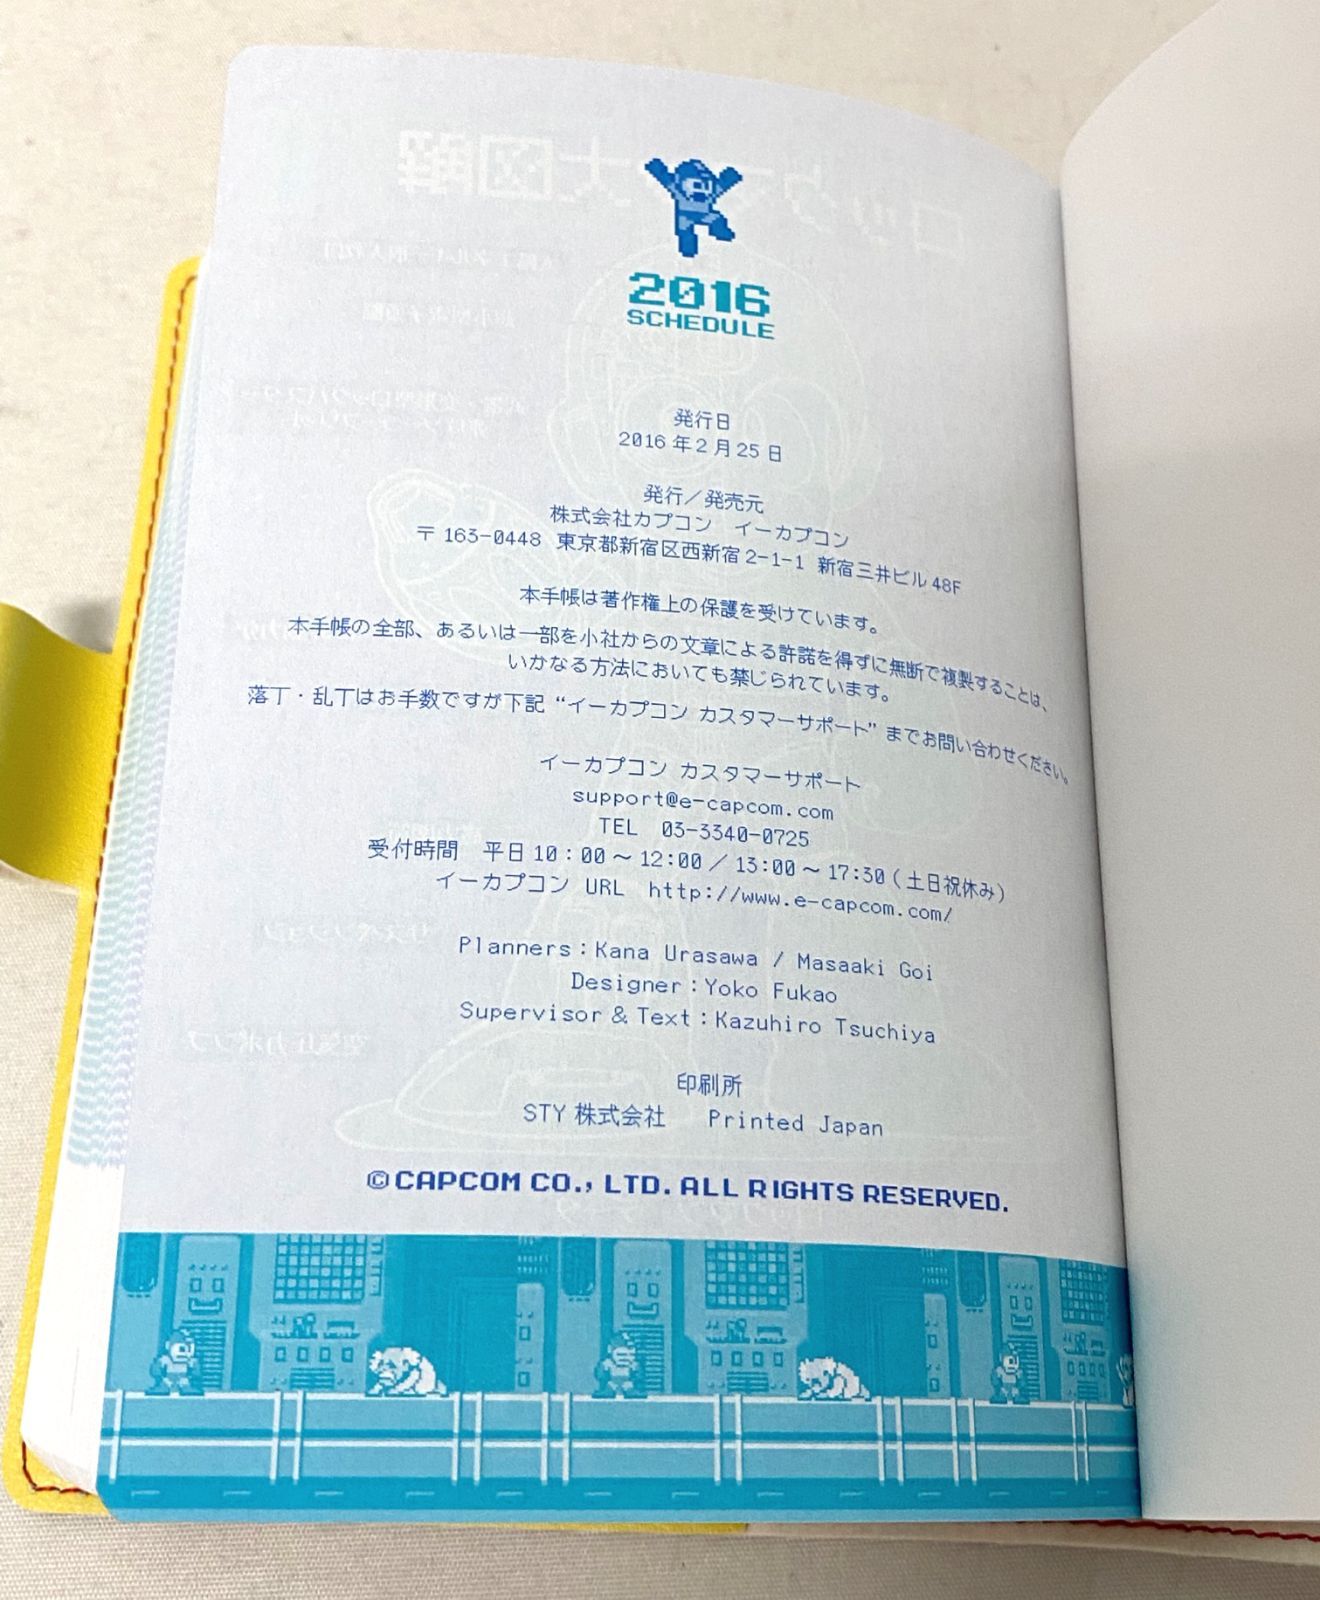 2016
SCHEDULE
発行日
2016年2月25日
発行／発売元
株式会社カプコン　イーカプコン
〒163-0448 東京都新宿区西新宿2-1-1 新宿三井ビル48F
本手帳は著作権上の保護を受けています。
本手帳の全部、あるいは一部を小社からの文章による許諾を得ずに無断で複製することは、
いかなる方法においても禁じられています。
落丁・乱丁はお手数ですが下記“イーカプコン カスタマーサポート”までお問い合わせください。
イーカプコン カスタマーサポート
support@e-capcom.com
TEL　03-3340-0725
受付時間　平日10：00～12:00／13:00～17:30（土日祝休み）
イーカプコン URL　http://www.e-capcom.com/
Planners：Kana Urasawa / Masaaki Goi
Designer：Yoko Fukao
Supervisor & Text：Kazuhiro Tsuchiya
印刷所
STY株式会社　Printed Japan
©CAPCOM CO., LTD. ALL RIGHTS RESERVED.